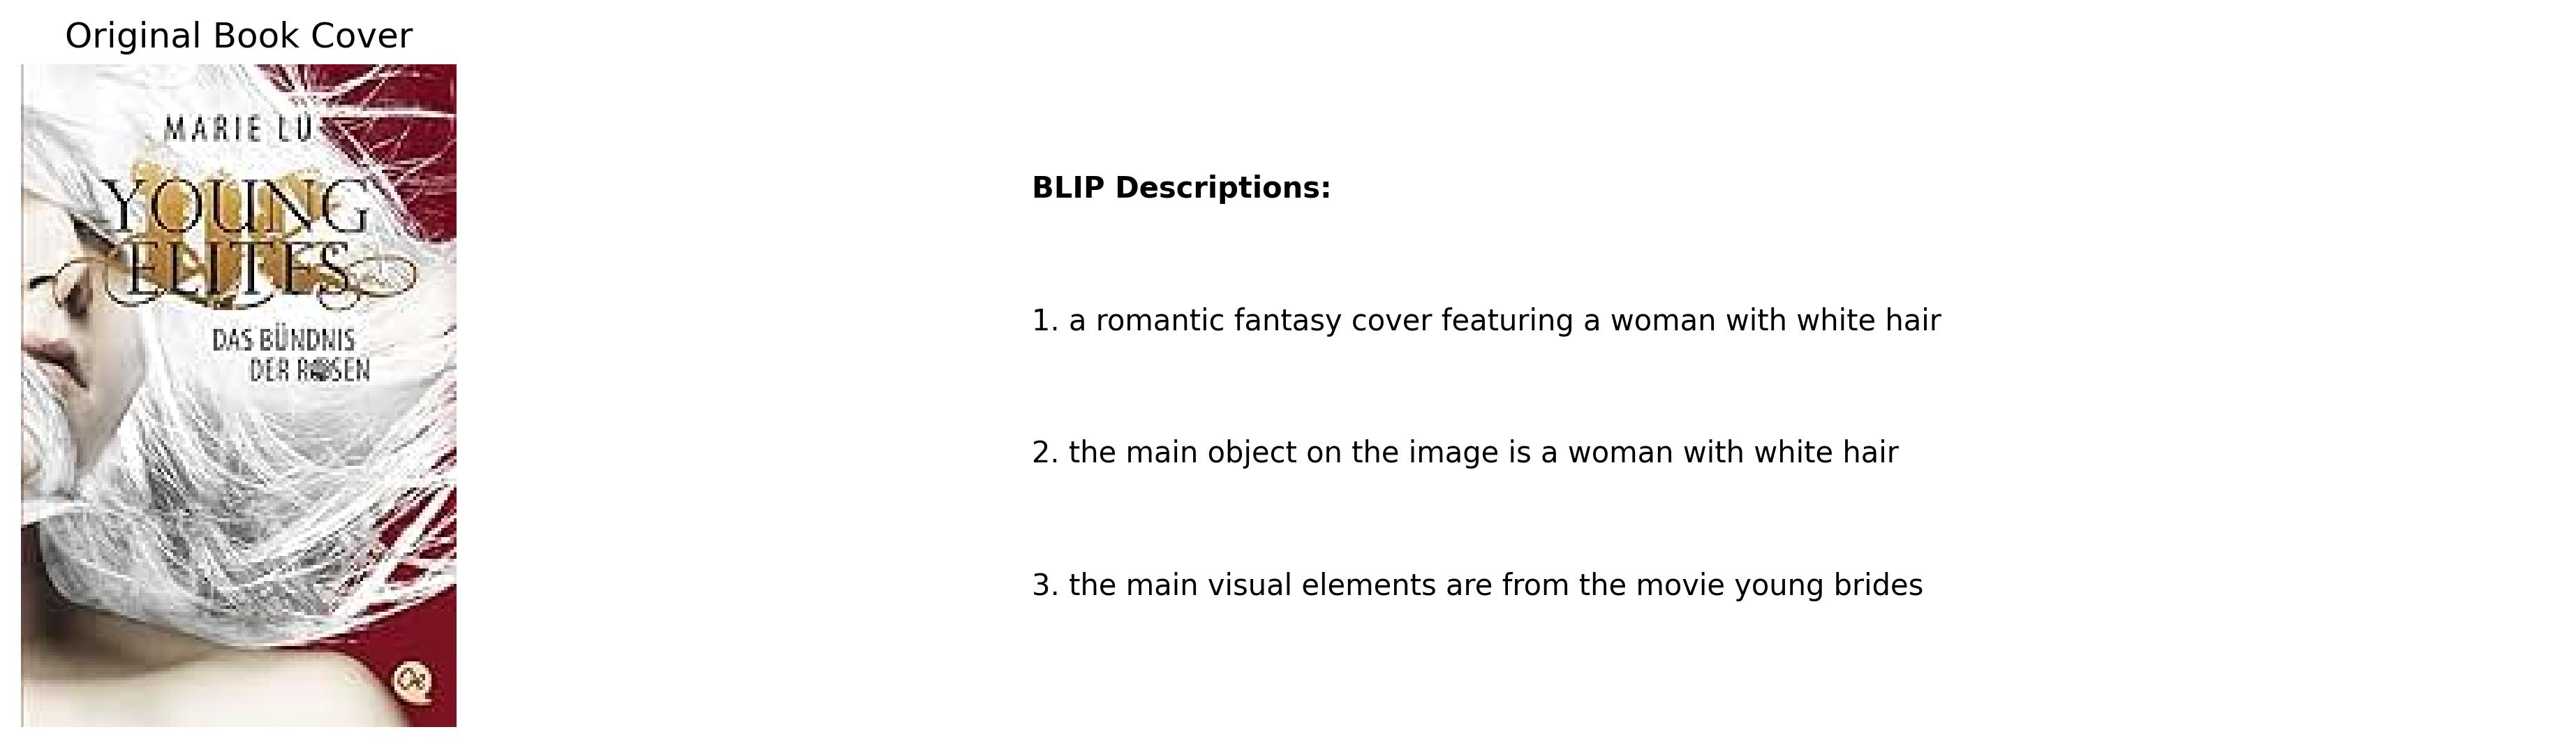 Original Book Cover
MARIE LU
YOUNG
ELITES
DAS BÜNDNIS
DER ROSEN
BLIP Descriptions:
1. a romantic fantasy cover featuring a woman with white hair
2. the main object on the image is a woman with white hair
3. the main visual elements are from the movie young brides